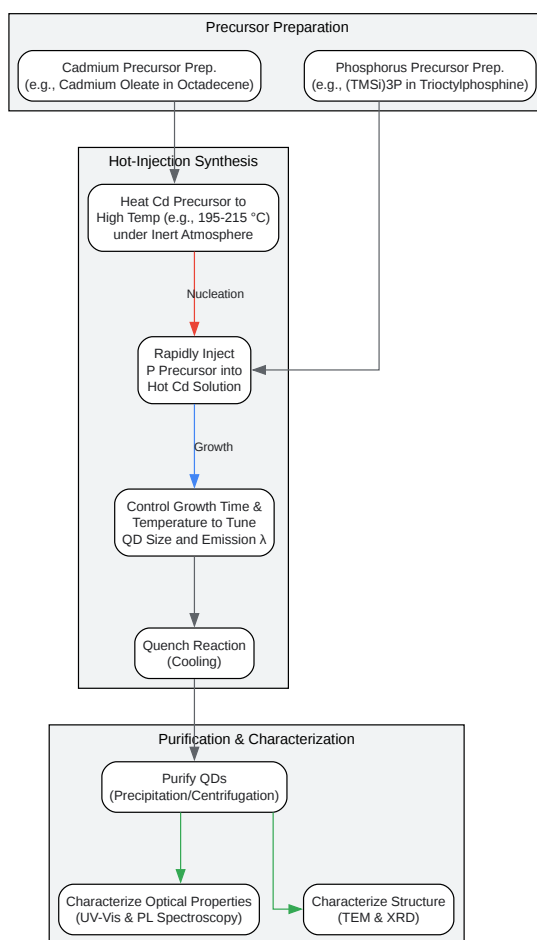 Precursor Preparation
Cadmium Precursor Prep.
(e.g., Cadmium Oleate in Octadecene)
Phosphorus Precursor Prep.
(e.g., (TMSi)3P in Trioctylphosphine)
Hot-Injection Synthesis
Heat Cd Precursor to
High Temp (e.g., 195-215 °C)
under Inert Atmosphere
Nucleation
Rapidly Inject
P Precursor into
Hot Cd Solution
Growth
Control Growth Time &
Temperature to Tune
QD Size and Emission λ
Quench Reaction
(Cooling)
Purification & Characterization
Purify QDs
(Precipitation/Centrifugation)
Characterize Optical Properties
(UV-Vis & PL Spectroscopy)
Characterize Structure
(TEM & XRD)